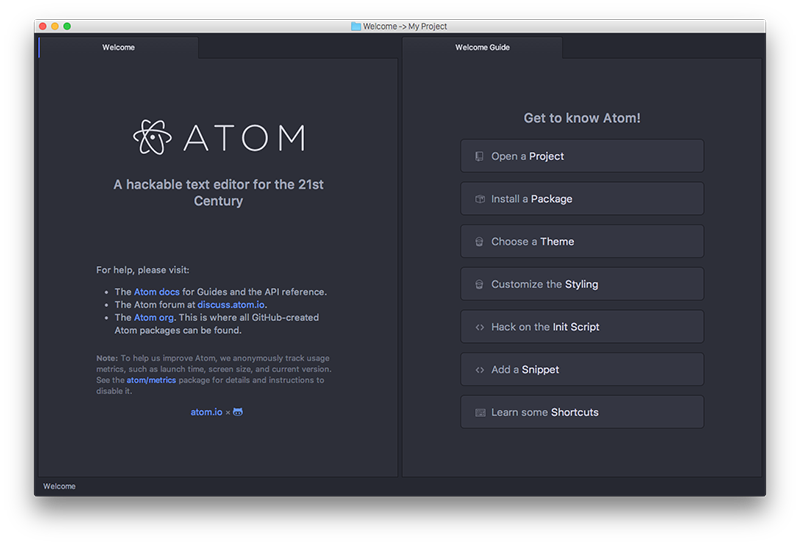 Welcome -> My Project
Welcome
Welcome Guide
ATOM
A hackable text editor for the 21st
Century
For help, please visit:
• The Atom docs for Guides and the API reference.
• The Atom forum at discuss.atom.io.
• The Atom org. This is where all GitHub-created
Atom packages can be found.
Note: To help us improve Atom, we anonymously track usage
metrics, such as launch time, screen size, and current version.
See the atom/metrics package for details and instructions to
disable it.
atom.io ×
Get to know Atom!
Open a Project
Install a Package
Choose a Theme
Customize the Styling
Hack on the Init Script
Add a Snippet
Learn some Shortcuts
Welcome